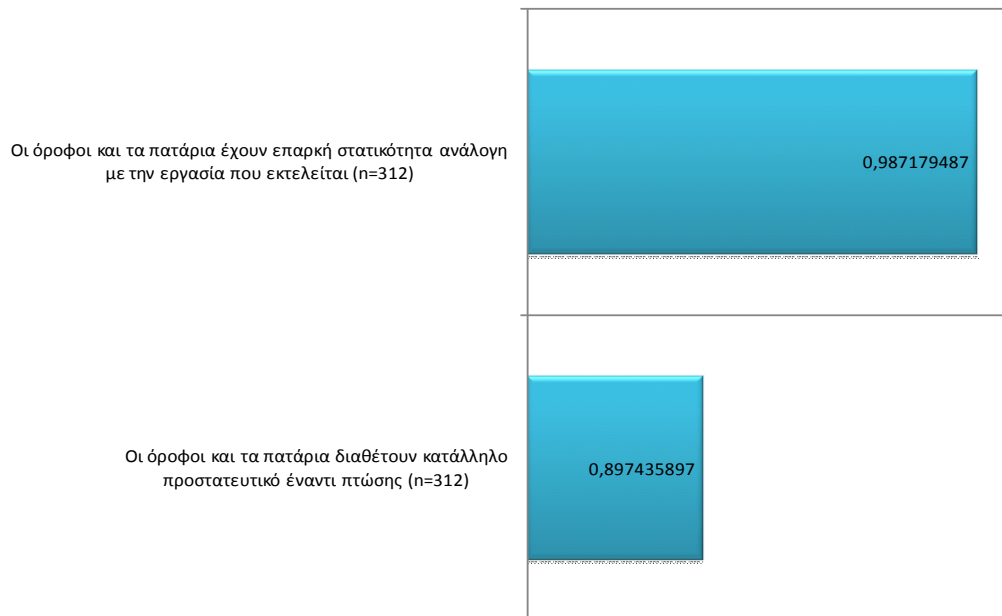 Οι όροφοι και τα πατάρια έχουν επαρκή στατικότητα ανάλογη
με την εργασία που εκτελείται (n=312)
0,987179487
Οι όροφοι και τα πατάρια διαθέτουν κατάλληλο
προστατευτικό έναντι πτώσης (n=312)
0,897435897